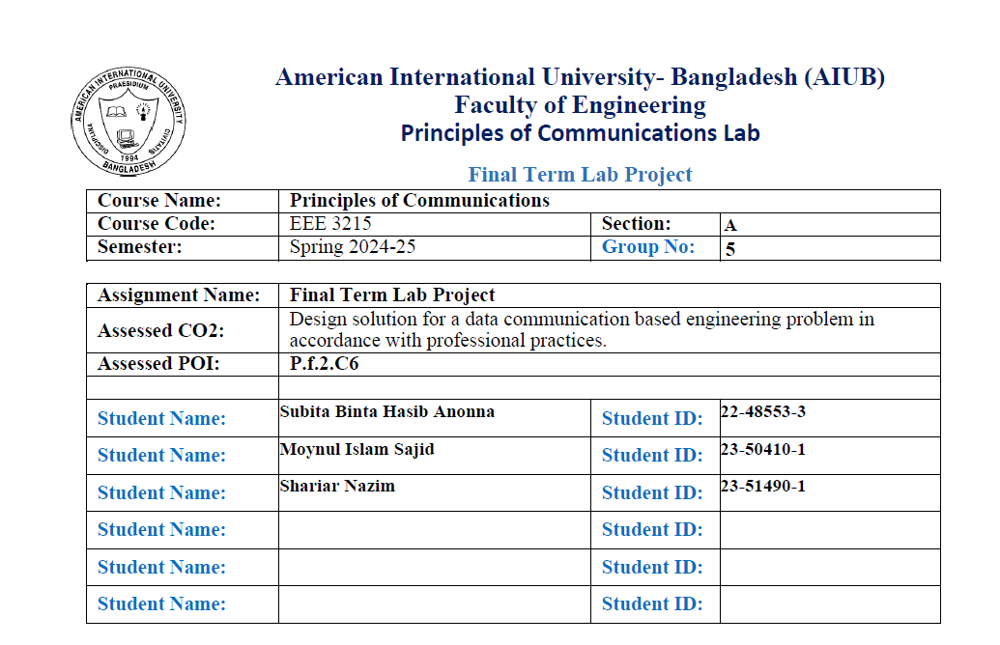 AMERICAN INTERNATIONAL UNIVERSITY
PRAESIDIUM
DISCIPLINA
CIVITATIS
1994
BANGLADESH
American International University- Bangladesh (AIUB)
Faculty of Engineering
Principles of Communications Lab
Final Term Lab Project
Course Name: Principles of Communications
Course Code: EEE 3215 Section: A
Semester: Spring 2024-25 Group No: 5
Assignment Name: Final Term Lab Project
Assessed CO2: Design solution for a data communication based engineering problem in
accordance with professional practices.
Assessed POI: P.f.2.C6
Student Name: Subita Binta Hasib Anonna Student ID: 22-48553-3
Student Name: Moynul Islam Sajid Student ID: 23-50410-1
Student Name: Shariar Nazim Student ID: 23-51490-1
Student Name: Student ID:
Student Name: Student ID:
Student Name: Student ID: